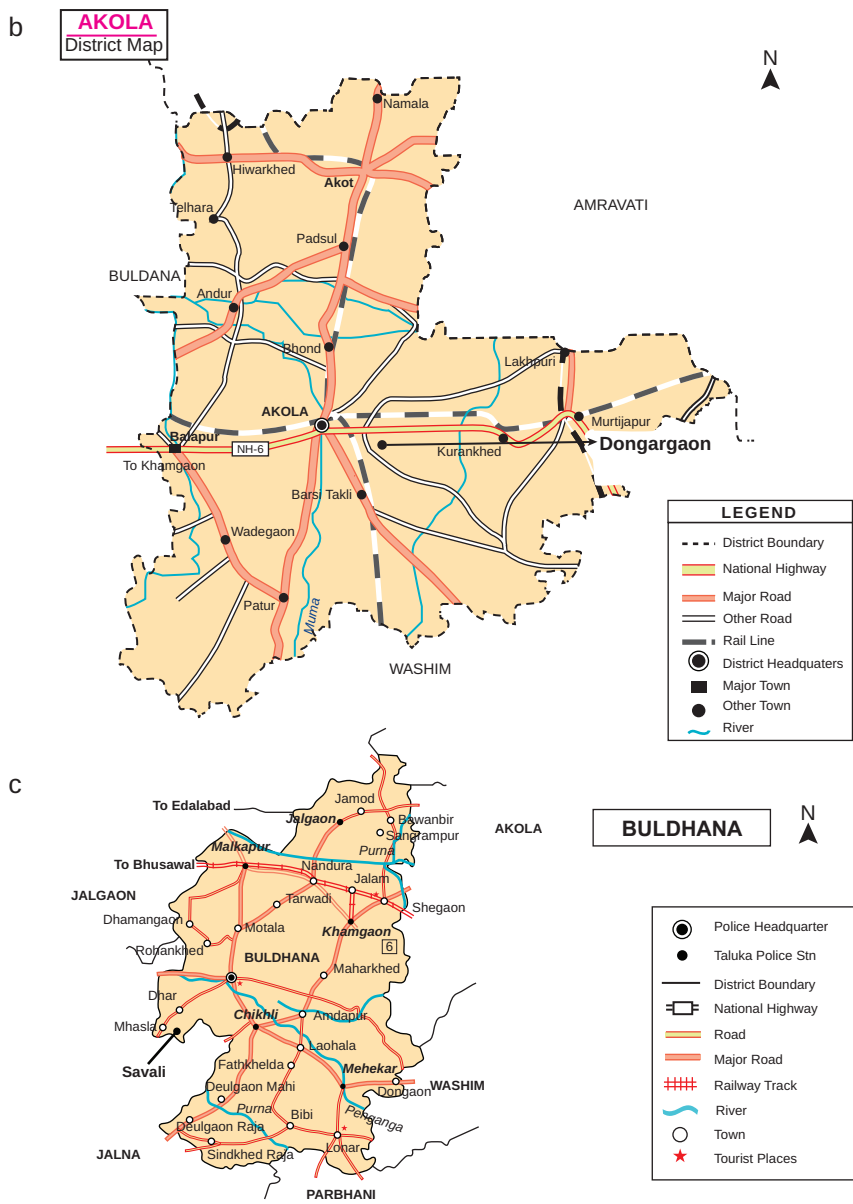 b
AKOLA
District Map
N
Namala
Hiwarkhed
Akot
Telhara
AMRAVATI
Padsul
BULDANA
Andur
Bhond
Lakhpuri
AKOLA
Murtijapur
Balapur
NH-6
Kurankhed
Dongargaon
To Khamgaon
Barsi Takli
Wadegaon
Patur
Muma
WASHIM
LEGEND
District Boundary
National Highway
Major Road
Other Road
Rail Line
District Headquaters
Major Town
Other Town
River
c
To Edalabad
Jamod
Jalgaon
Bawanbir
Sangrampur
AKOLA
BULDHANA
N
Malkapur
Purna
To Bhusawal
Nandura
Jalam
JALGAON
Tarwadi
Shegaon
Dhamangaon
Motala
Khamgaon
Rohankhed
6
BULDHANA
Maharkhed
Dhar
Chikhli
Amdapur
Mhasla
Laohala
Savali
Fathkhelda
Mehekar
Deulgaon Mahi
Dongaon
WASHIM
Purna
Bibi
Penganga
Deulgaon Raja
JALNA
Sindkhed Raja
Lonar
PARBHANI
Police Headquarter
Taluka Police Stn
District Boundary
National Highway
Road
Major Road
Railway Track
River
Town
Tourist Places